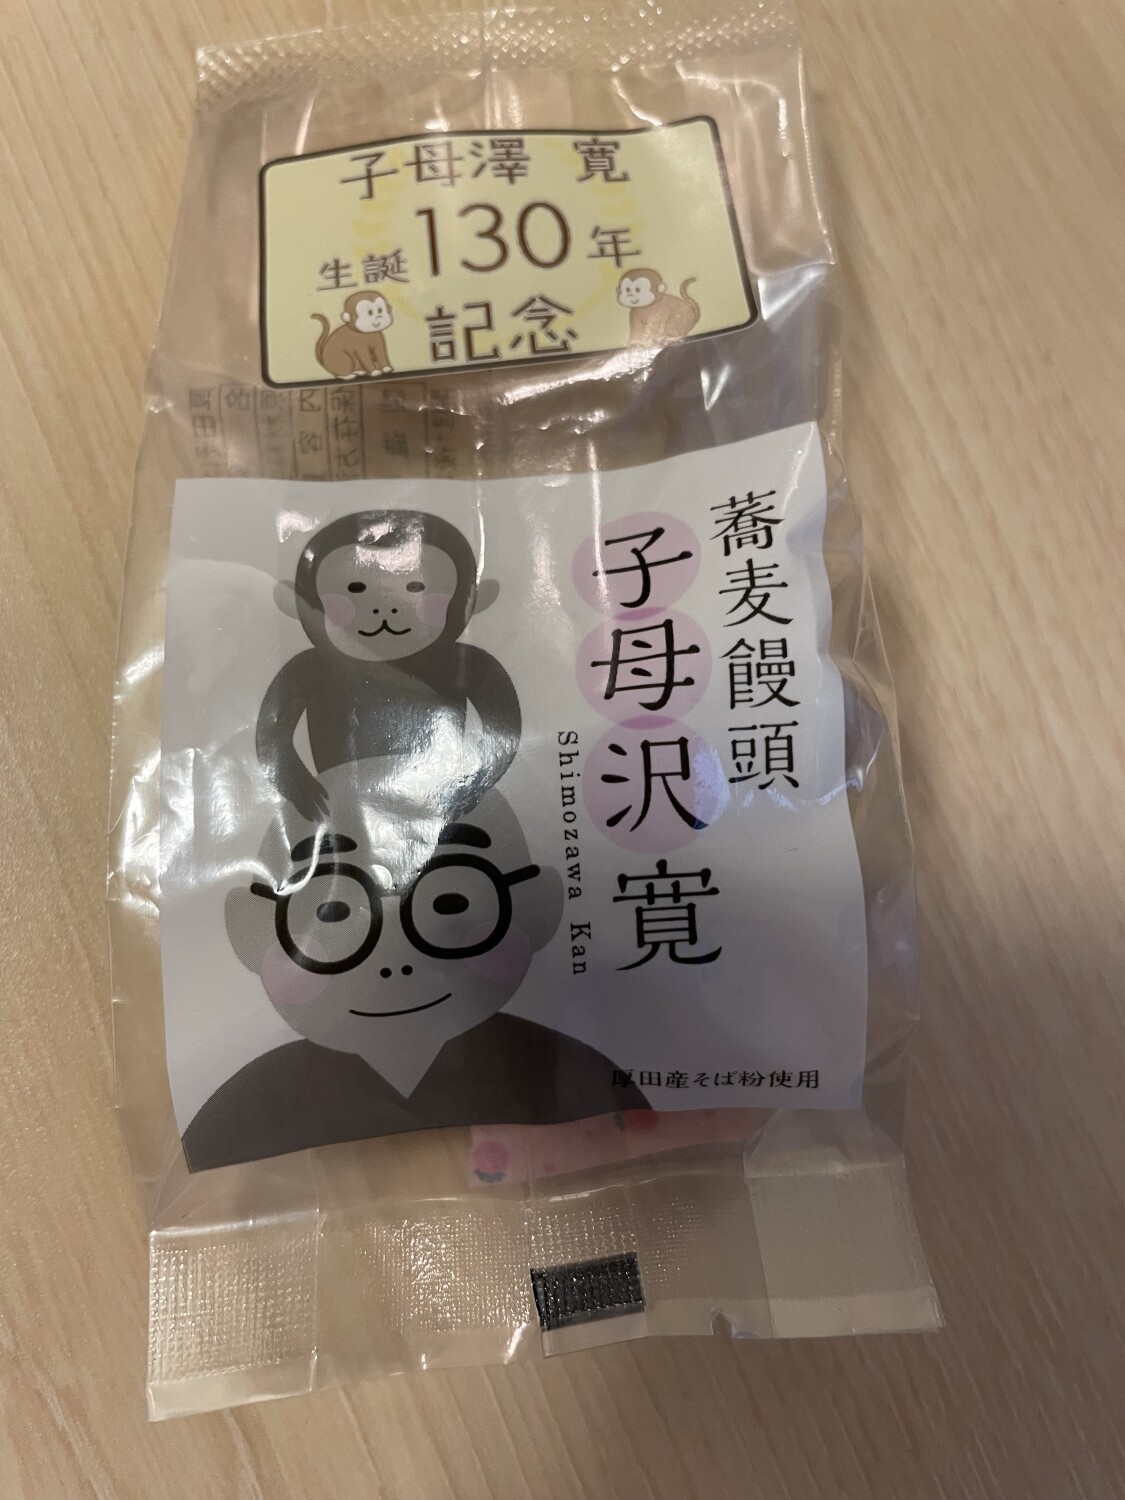 子母澤 寛
生誕130年
記念
蕎麦饅頭
子母沢寛
Shimozawa Kan
厚田産そば粉使用